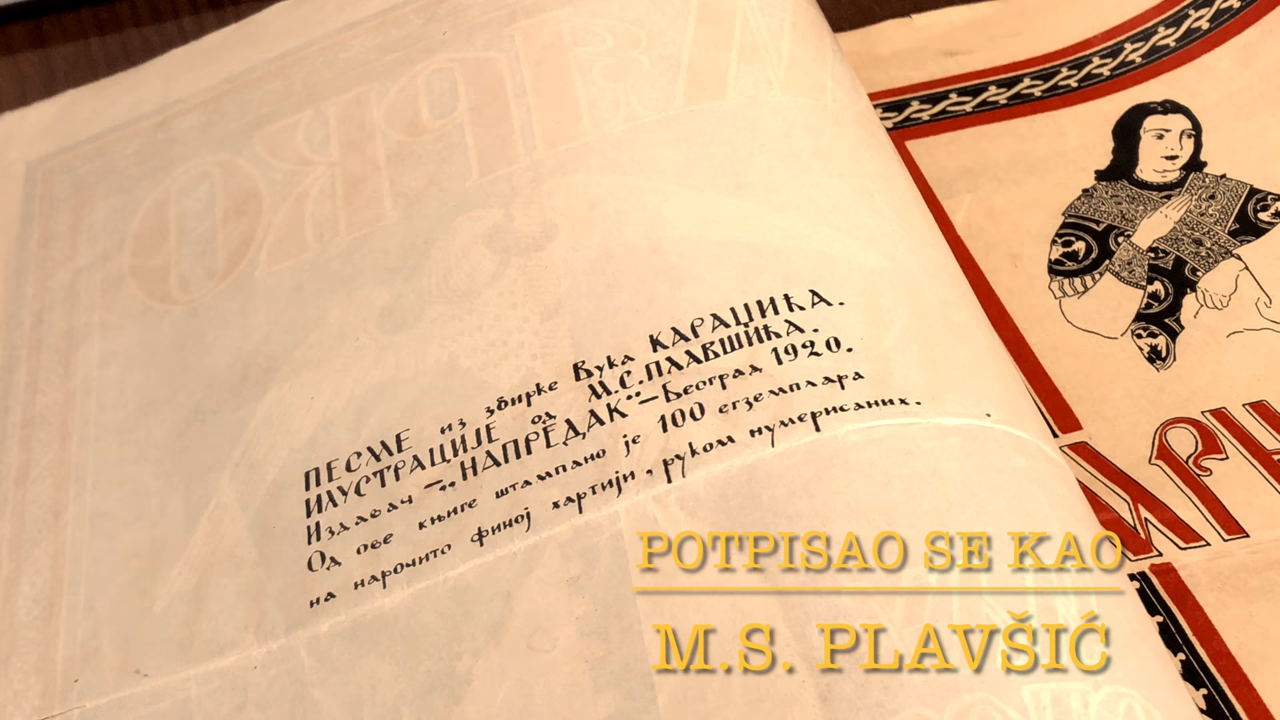 ПЕСМЕ из збирке Вука КАРАЏИЋА.
ИЛУСТРАЦИЈЕ од М.С.ПЛАВШИЋА.
Издавач – „НАПРЕДАК“ – Београд 1920.
Од ове књиге штампано је 100 егземплара
на нарочито финој хартији, руком нумерисаних.
POTPISAO SE KAO
M.S. PLAVŠIĆ